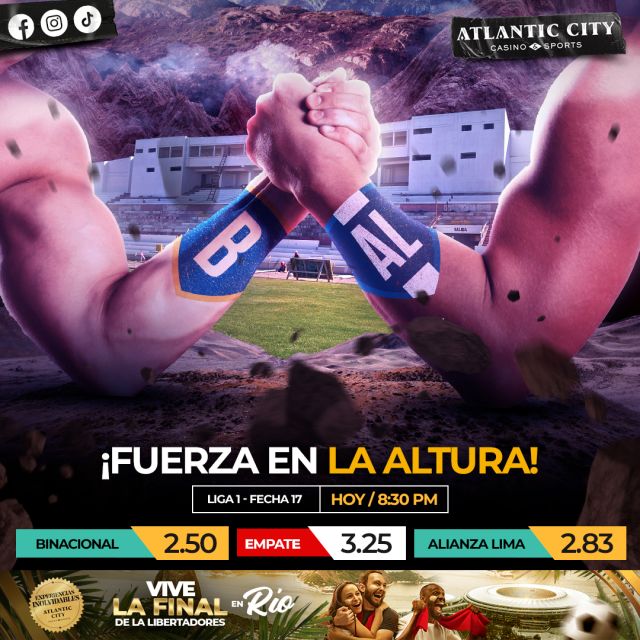 ATLANTIC CITY
CASINO SPORTS
B
AL
SALIDA
¡FUERZA EN LA ALTURA!
LIGA 1 - FECHA 17
HOY / 8:30 PM
BINACIONAL 2.50
EMPATE 3.25
ALIANZA LIMA 2.83
EXPERIENCIAS
INOLVIDABLES
ATLANTIC
CITY
VIVE
LA FINAL
DE LA LIBERTADORES
EN Río